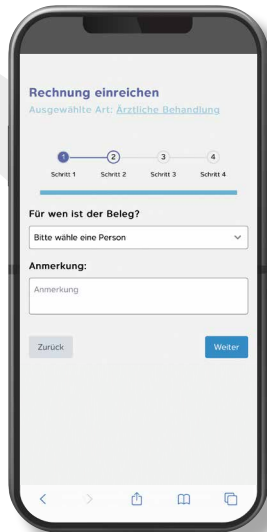 Rechnung einreichen
Ausgewählte Art: Ärztliche Behandlung
1 2 3 4
Schritt 1 Schritt 2 Schritt 3 Schritt 4
Für wen ist der Beleg?
Bitte wähle eine Person
Anmerkung:
Anmerkung
Zurück Weiter